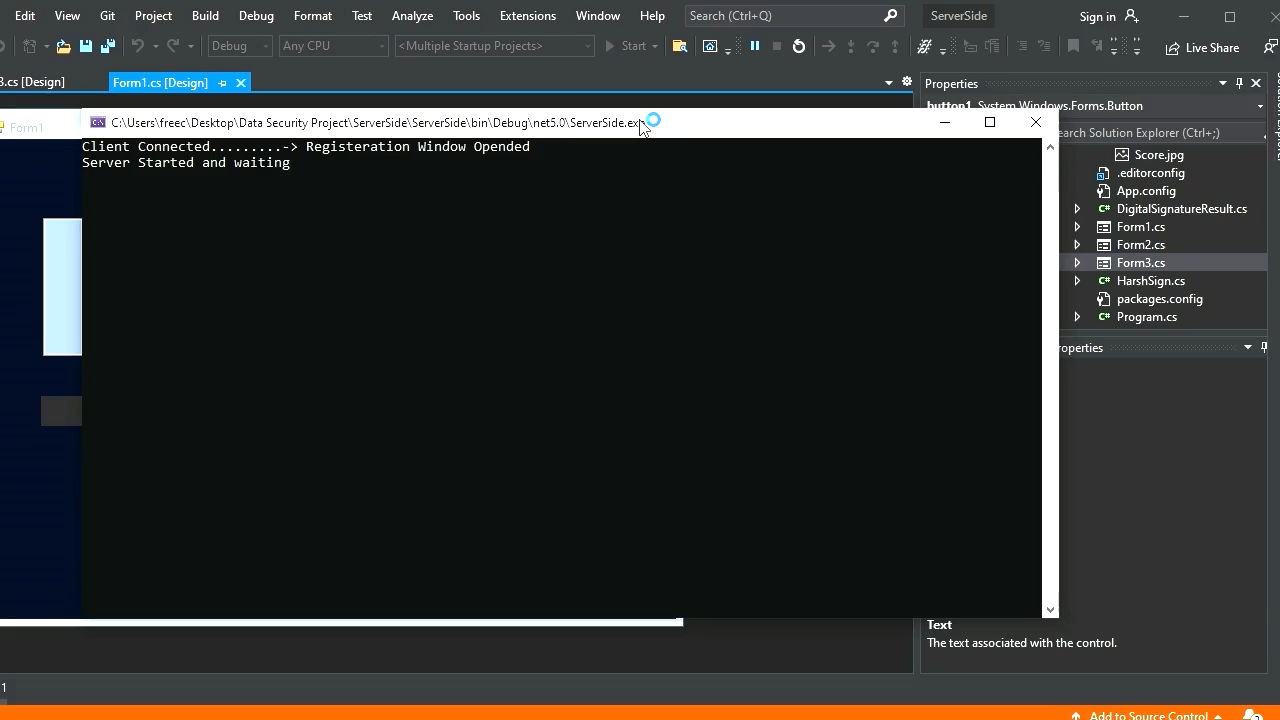 Edit View Git Project Build Debug Format Test Analyze Tools Extensions Window Help Search (Ctrl+Q) ServerSide Sign in
Debug Any CPU <Multiple Startup Projects> Start Live Share
3.cs [Design] Form1.cs [Design]
Properties
button1 System.Windows.Forms.Button
Form1
C:\Users\freec\Desktop\Data Security Project\ServerSide\ServerSide\bin\Debug\net5.0\ServerSide.exe
Client Connected.........-> Registeration Window Opended
Server Started and waiting
earch Solution Explorer (Ctrl+;)
Score.jpg
.editorconfig
App.config
DigitalSignatureResult.cs
Form1.cs
Form2.cs
Form3.cs
HarshSign.cs
packages.config
Program.cs
roperties
Text
The text associated with the control.
1
Add to Source Control